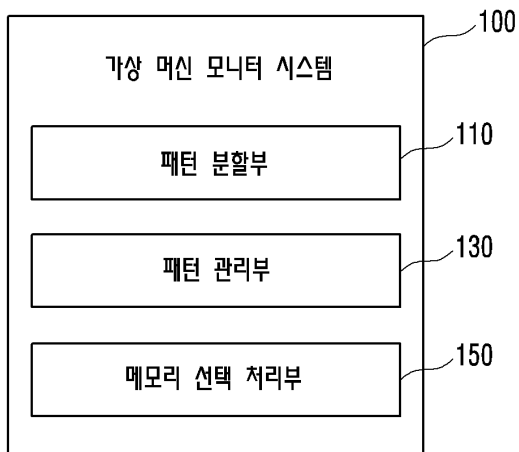 100
가상 머신 모니터 시스템
110
패턴 분할부
130
패턴 관리부
150
메모리 선택 처리부